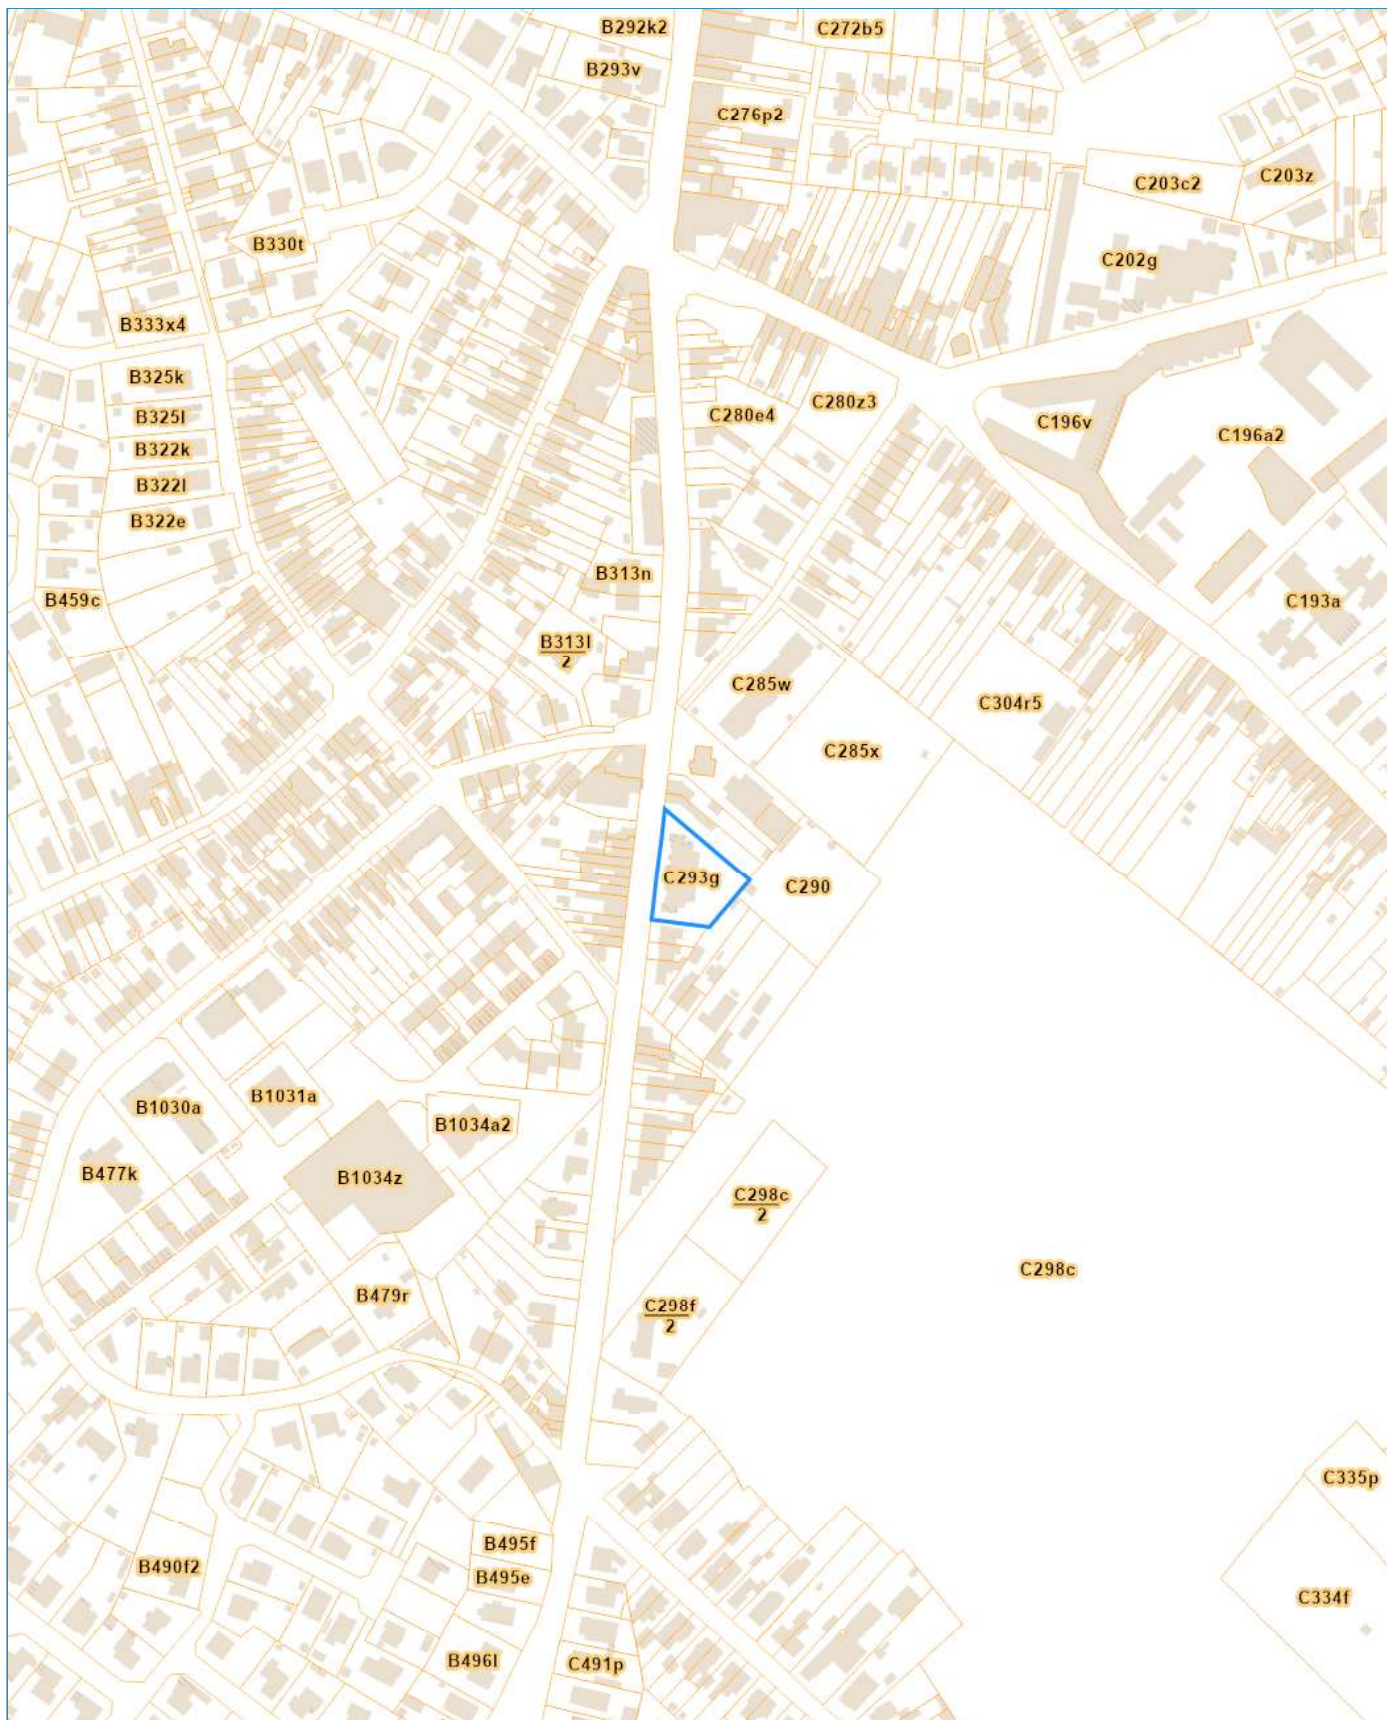 B292k2
C272b5
B293v
C276p2
C203z
C203c2
B330t
C202g
B333x4
B325k
C280z3
B325l
C280e4
C196v
C196a2
B322k
B322l
B322e
B313n
B459c
C193a
B313l
2
C285w
C304r5
C285x
C293g
C290
B1031a
B1030a
B1034a2
B477k
B1034z
C298c
2
C298c
B479r
C298f
2
C335p
B495f
B490f2
B495e
C334f
B496l
C491p